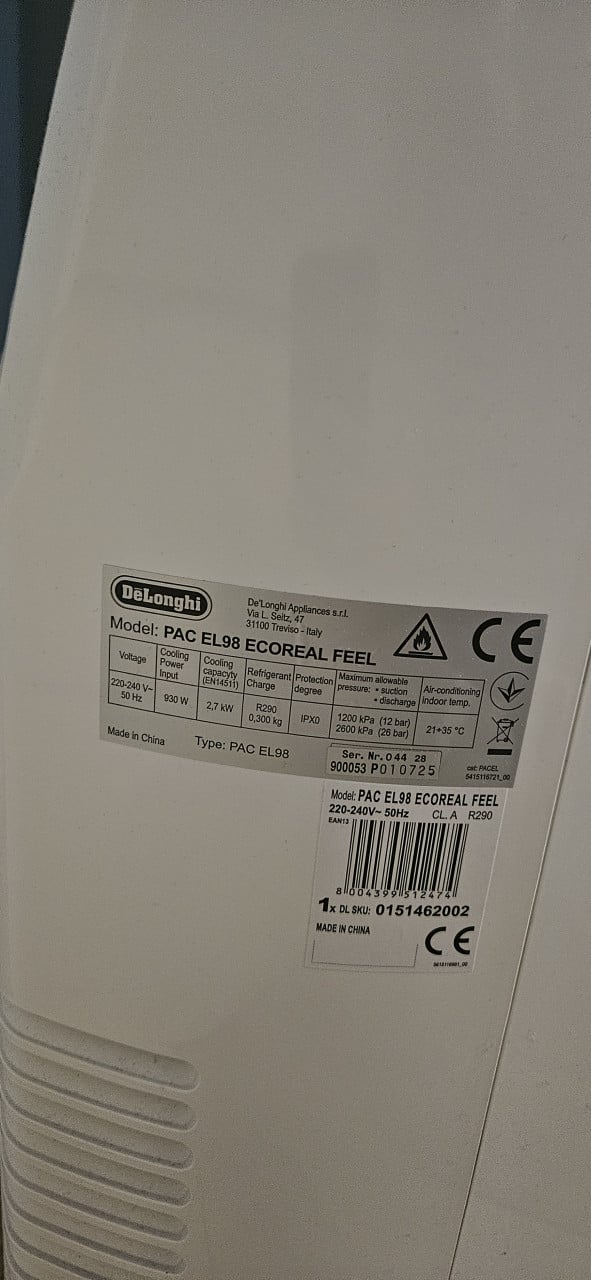 DēLonghi
De'Longhi Appliances s.r.l.
Via L. Seitz, 47
31100 Treviso - Italy
Model: PAC EL98 ECOREAL FEEL
CE
Voltage
Cooling Power Input
Cooling capacyty (EN14511)
Refrigerant Charge
Protection degree
Maximum allowable pressure: • suction • discharge
Air-conditioning indoor temp.
220-240 V~ 50 Hz
930 W
2,7 kW
R290 0,300 kg
IPX0
1200 kPa (12 bar)
2600 kPa (26 bar)
21÷35 °C
Made in China
Type: PAC EL98
Ser. Nr. 044 28
900053 P010725
cat: PACEL
5415116721_00
Model: PAC EL98 ECOREAL FEEL
220-240V~ 50Hz CL. A R290
EAN13
8 004399 512474
1x DL SKU: 0151462002
MADE IN CHINA
CE